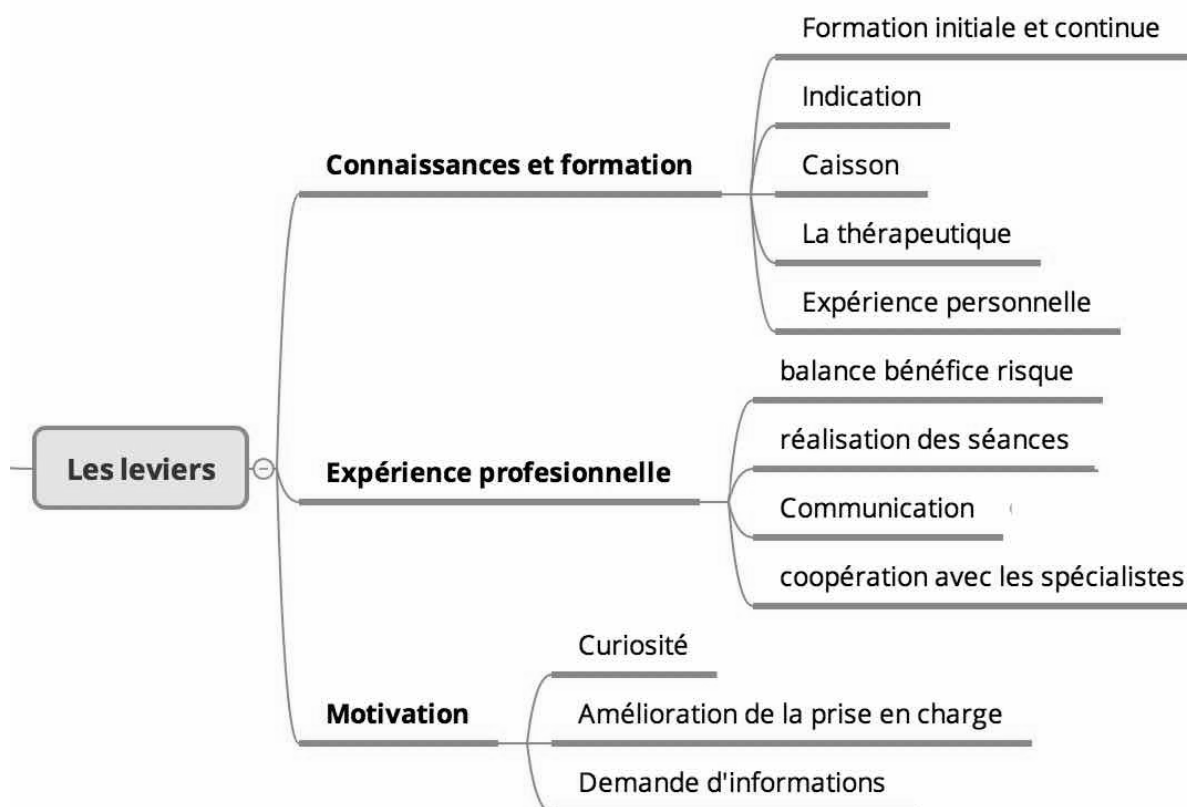 Les leviers
Connaissances et formation
Formation initiale et continue
Indication
Caisson
La thérapeutique
Expérience personnelle
Expérience profesionnelle
balance bénéfice risque
réalisation des séances
Communication
coopération avec les spécialistes
Motivation
Curiosité
Amélioration de la prise en charge
Demande d'informations